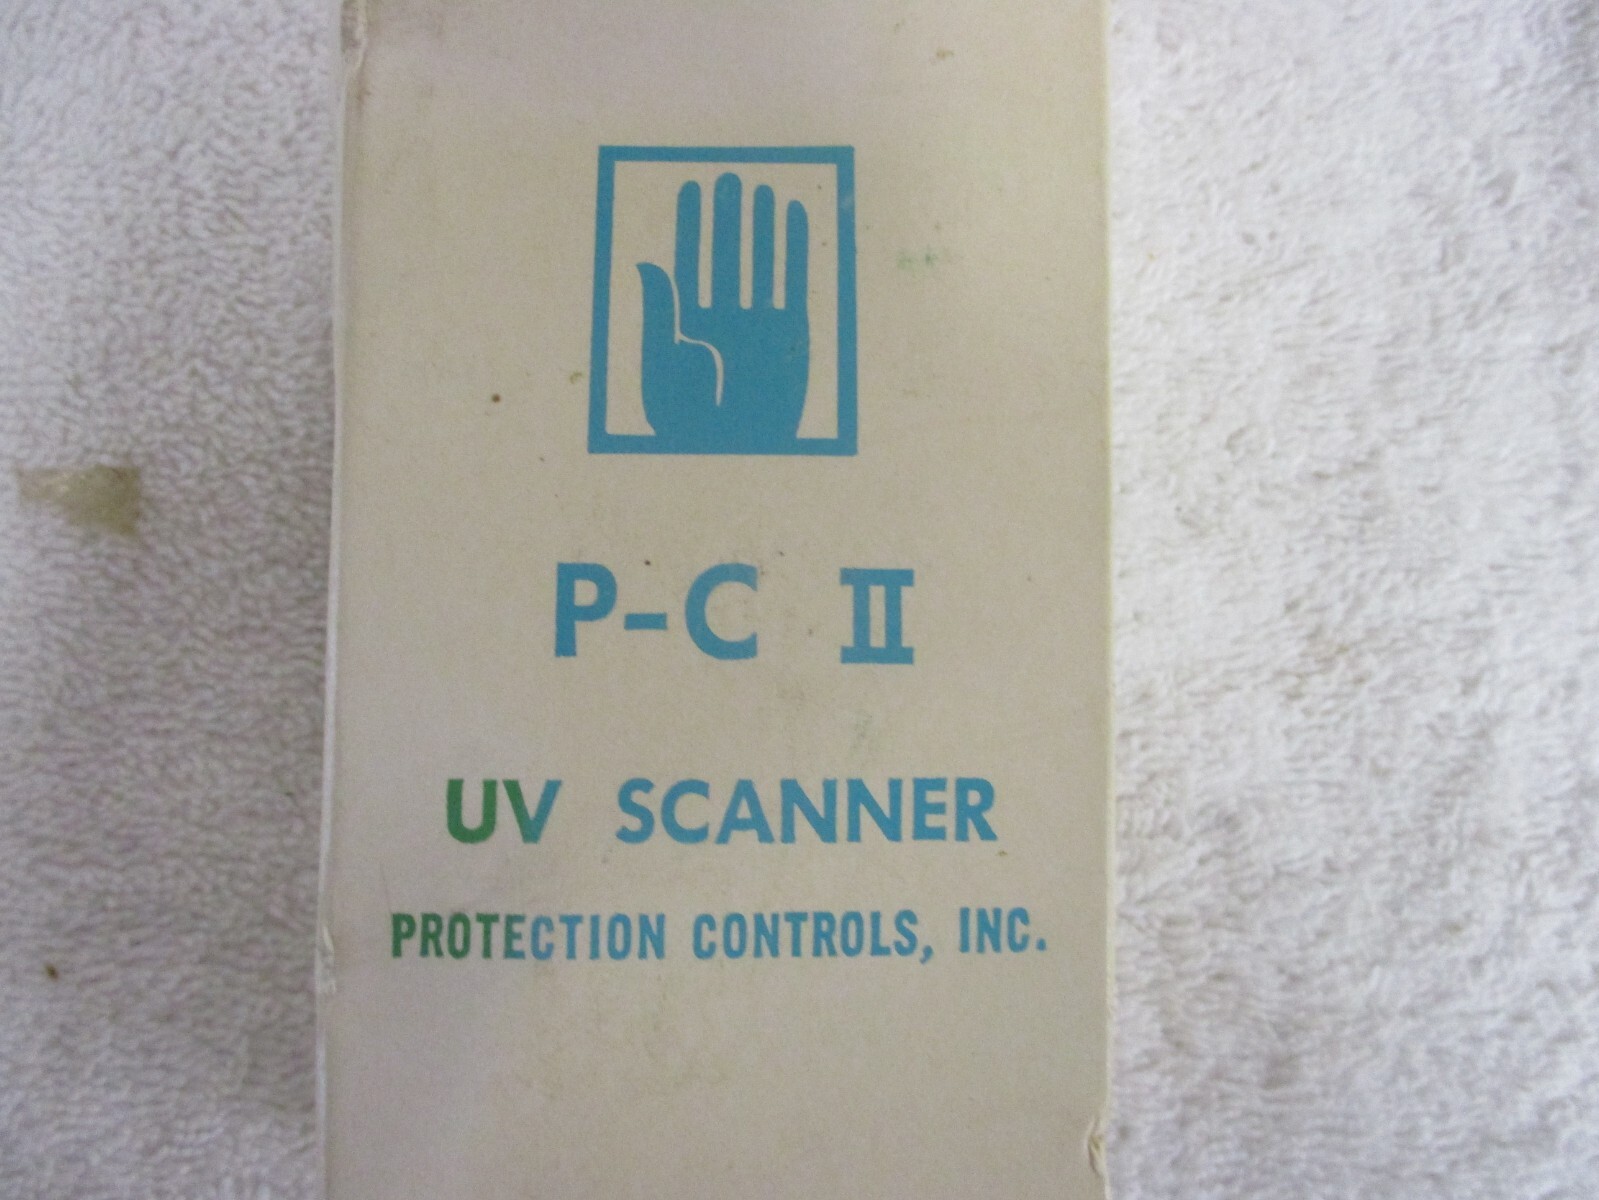 P-C II
UV SCANNER
PROTECTION CONTROLS, INC.